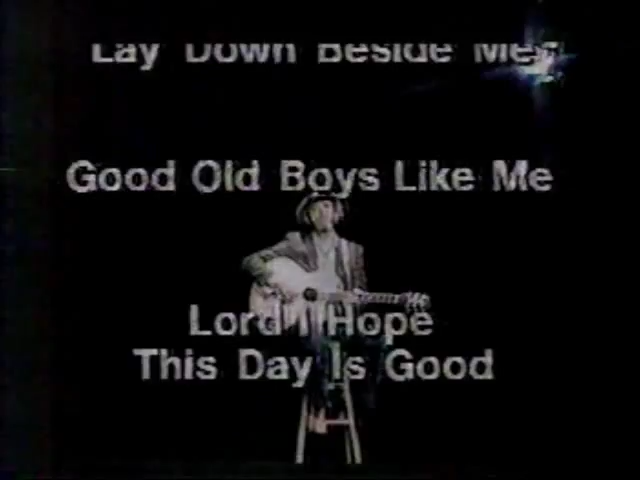 Lay Down Beside Me
Good Old Boys Like Me
Lord I Hope
This Day Is Good